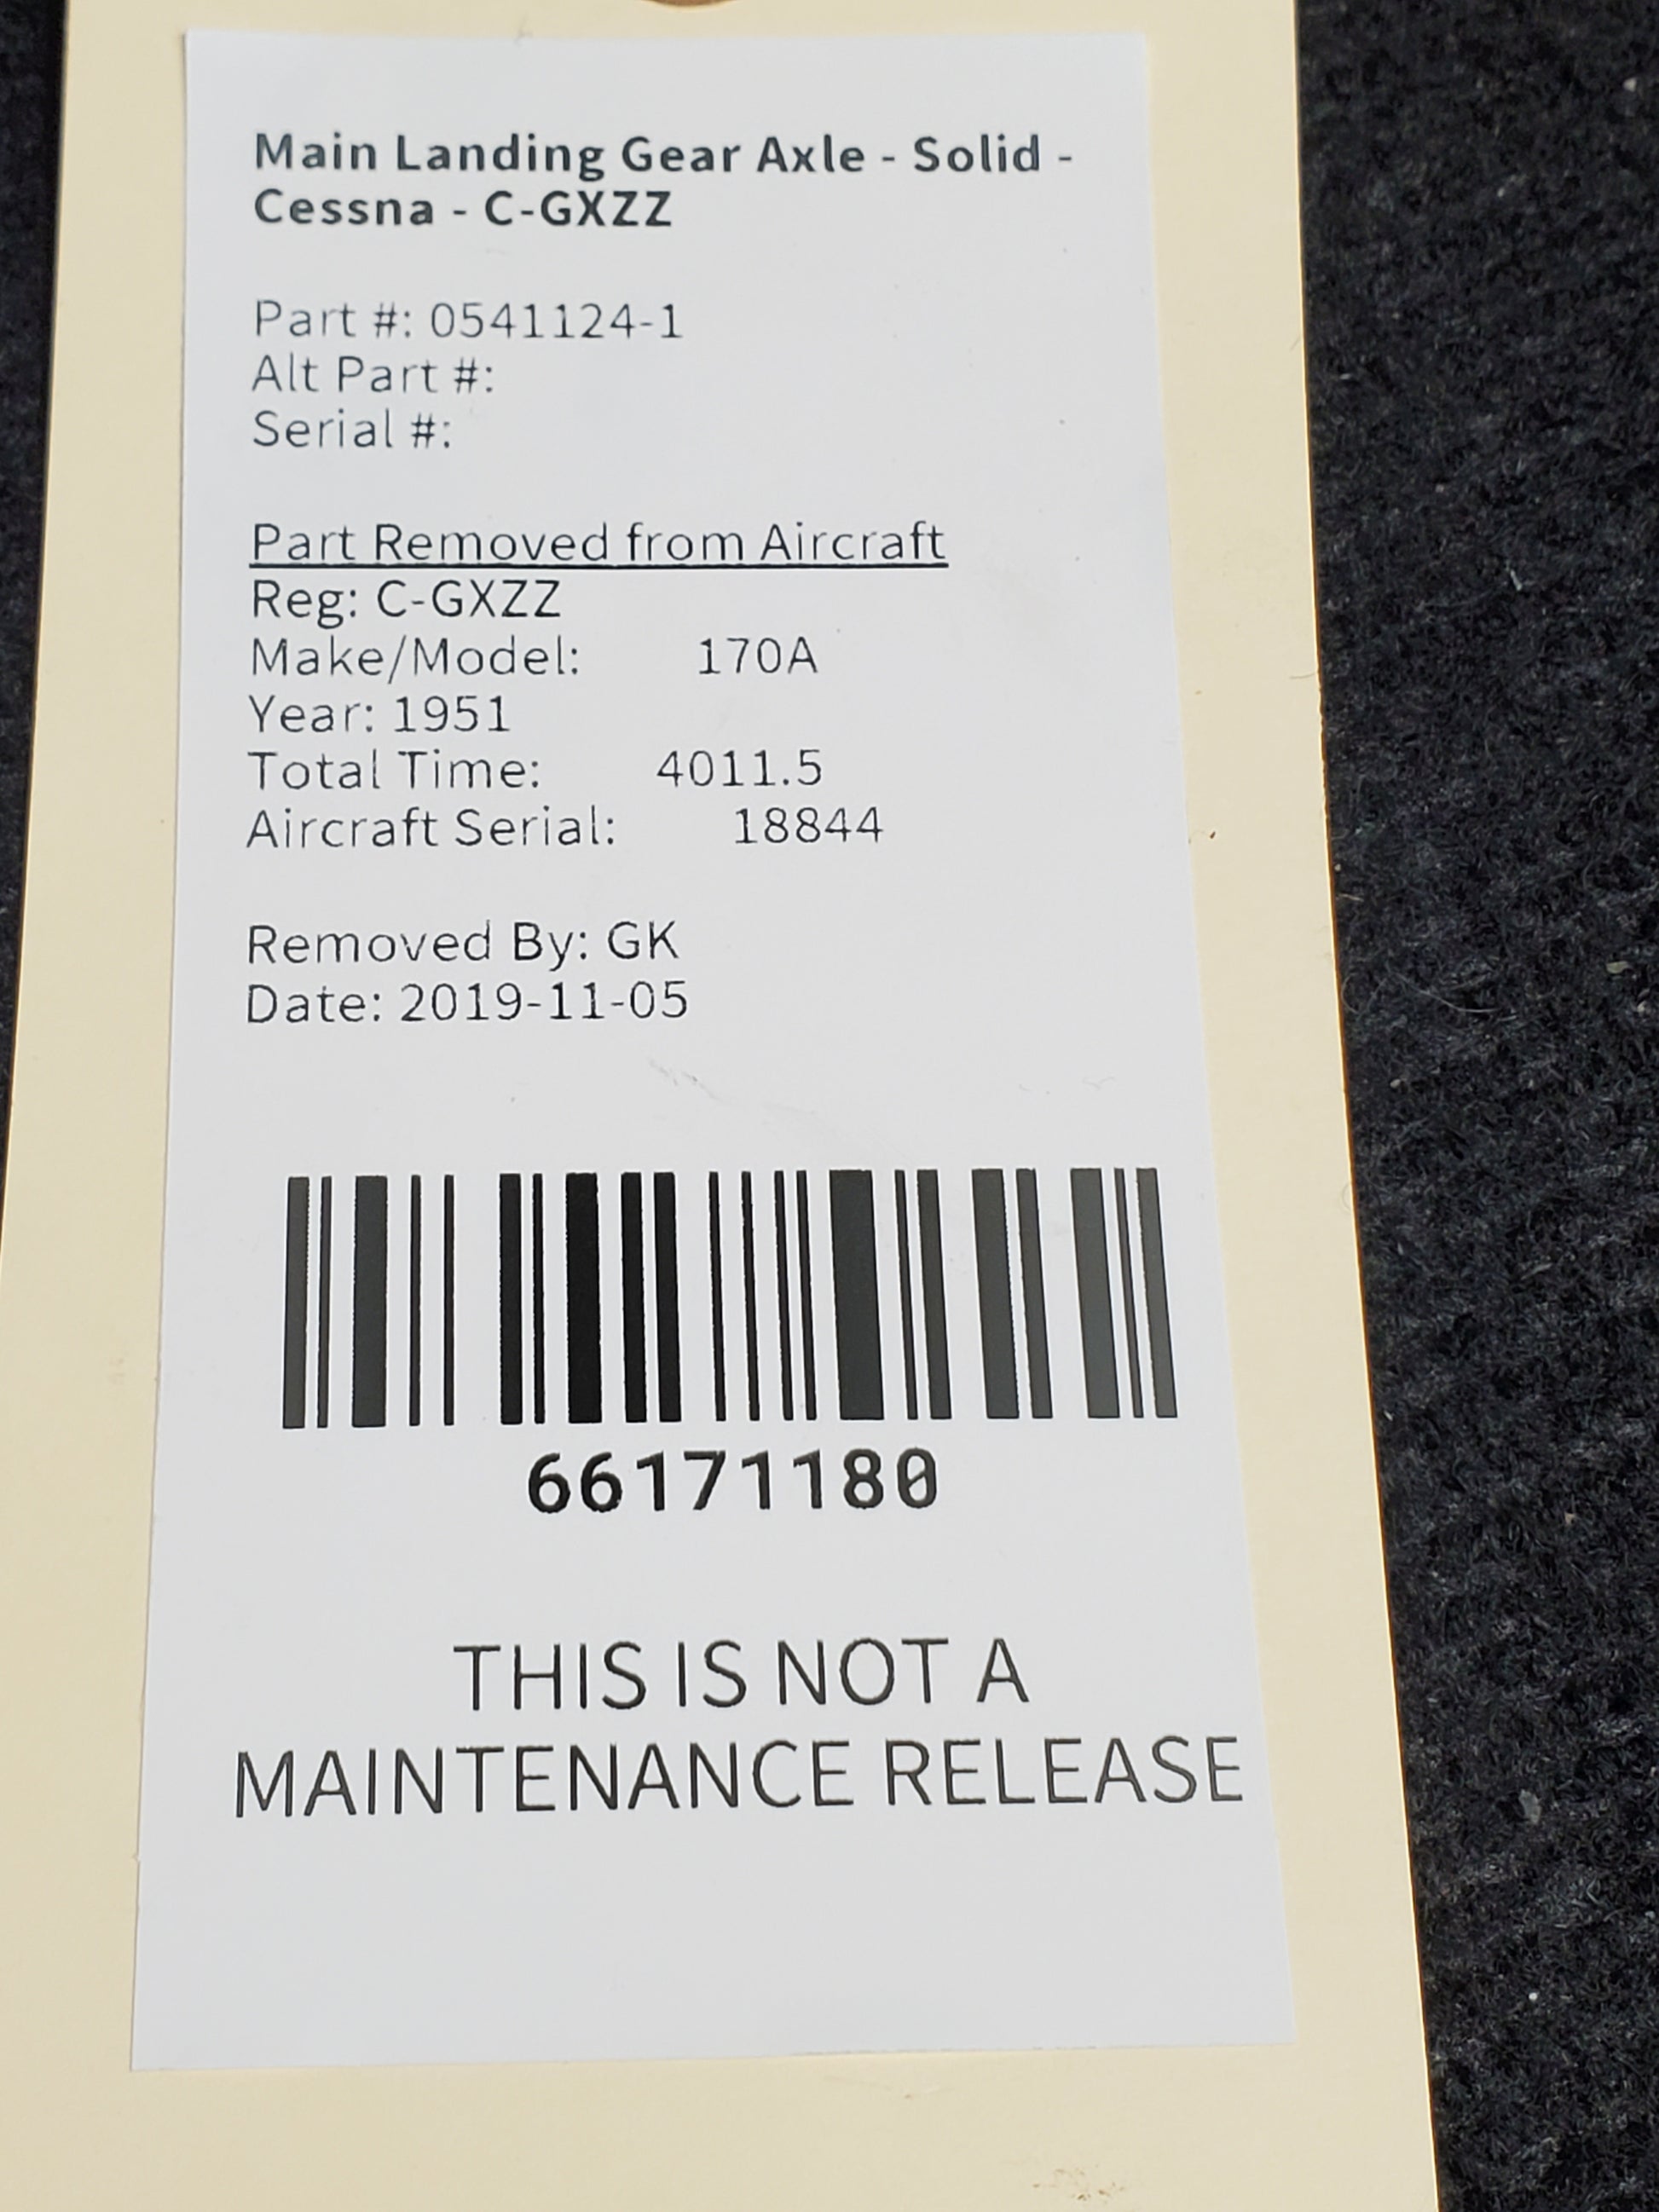 Main Landing Gear Axle - Solid -
Cessna - C-GXZZ
Part #: 0541124-1
Alt Part #:
Serial #:
Part Removed from Aircraft
Reg: C-GXZZ
Make/Model: 170A
Year: 1951
Total Time: 4011.5
Aircraft Serial: 18844
Removed By: GK
Date: 2019-11-05
66171180
THIS IS NOT A
MAINTENANCE RELEASE